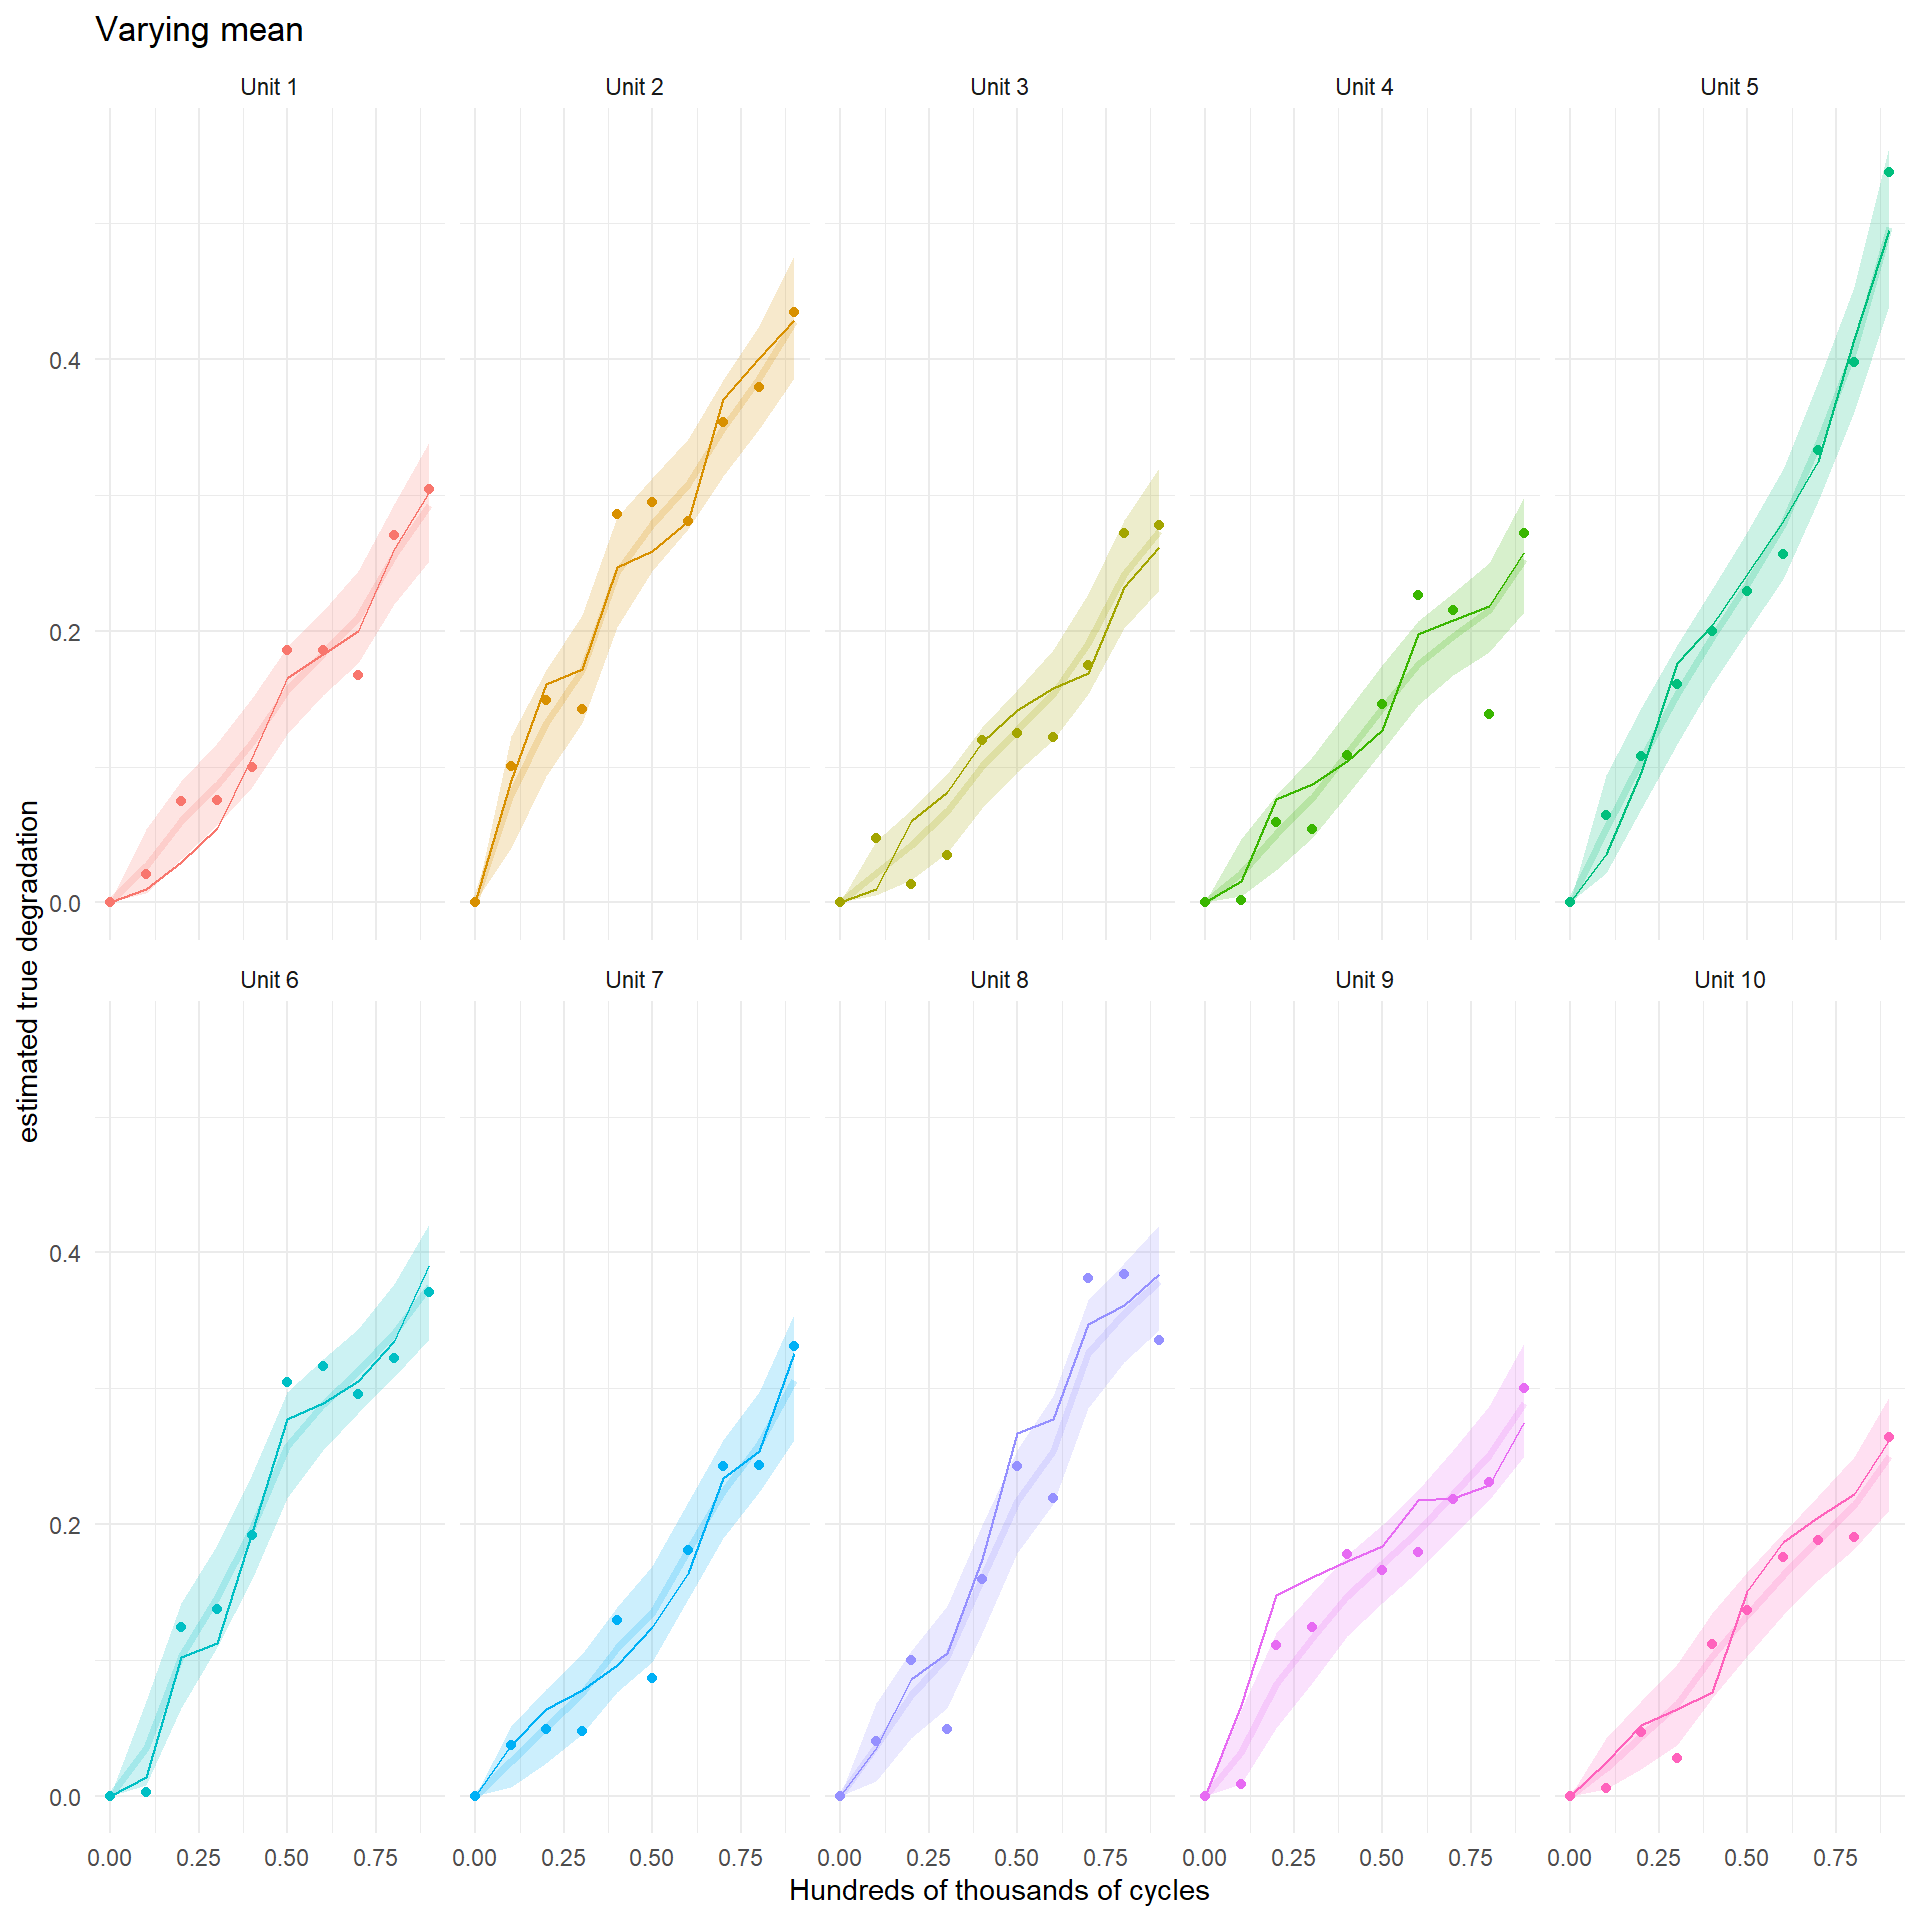 Varying mean
Unit 1 Unit 2 Unit 3 Unit 4 Unit 5
0.4
0.2
0.0
estimated true degradation
Unit 6 Unit 7 Unit 8 Unit 9 Unit 10
0.4
0.2
0.0
0.00 0.25 0.50 0.75 0.00 0.25 0.50 0.75 0.00 0.25 0.50 0.75 0.00 0.25 0.50 0.75 0.00 0.25 0.50 0.75
Hundreds of thousands of cycles